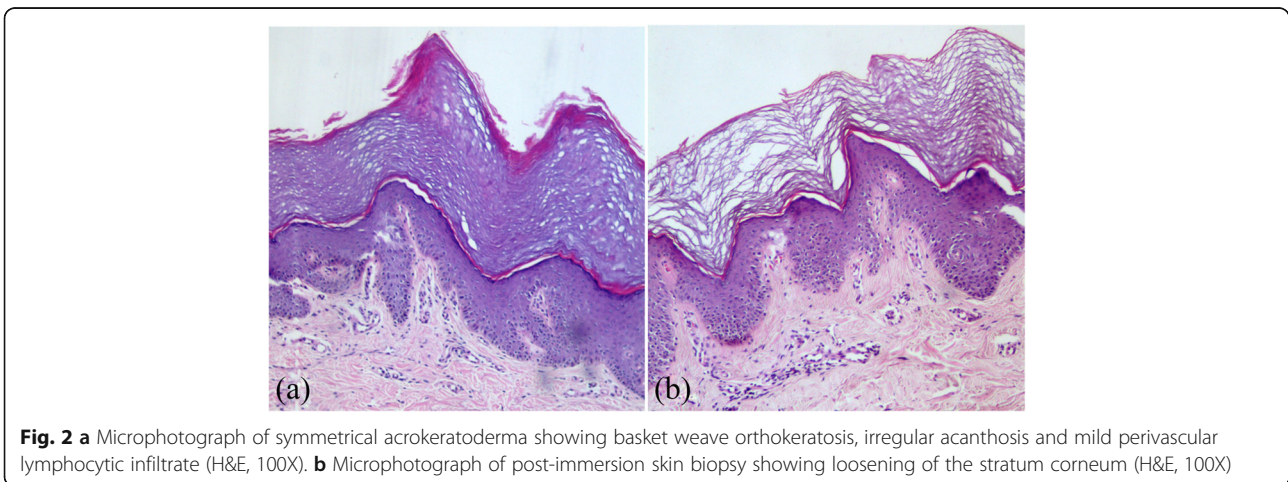 (a)
(b)
Fig. 2 a Microphotograph of symmetrical acrokeratoderma showing basket weave orthokeratosis, irregular acanthosis and mild perivascular
lymphocytic infiltrate (H&E, 100X). b Microphotograph of post-immersion skin biopsy showing loosening of the stratum corneum (H&E, 100X)